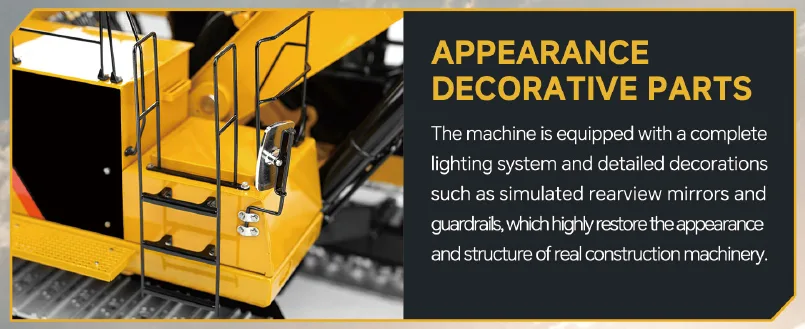 APPEARANCE
DECORATIVE PARTS
The machine is equipped with a complete
lighting system and detailed decorations
such as simulated rearview mirrors and
guardrails, which highly restore the appearance
and structure of real construction machinery.